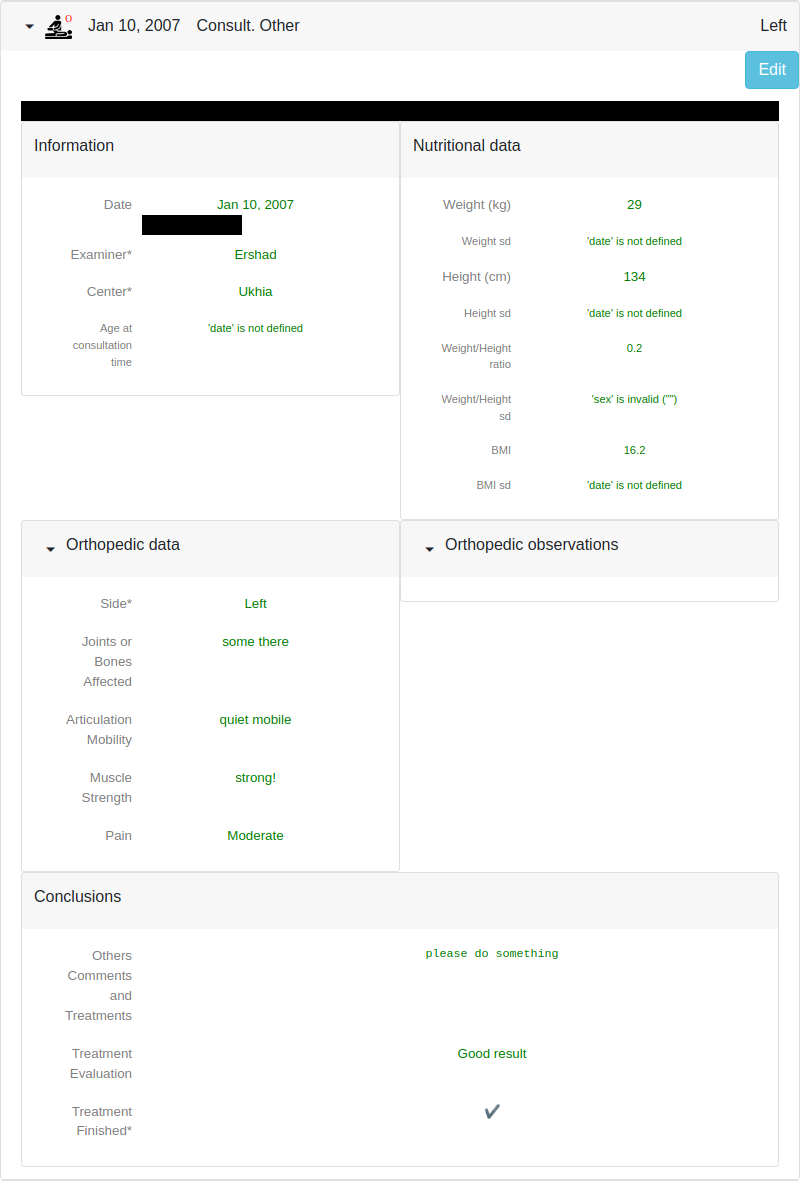 Jan 10, 2007 Consult. Other Left
Edit
Information
Date Jan 10, 2007
Examiner* Ershad
Center* Ukhia
Age at 'date' is not defined
consultation
time
Nutritional data
Weight (kg) 29
Weight sd 'date' is not defined
Height (cm) 134
Height sd 'date' is not defined
Weight/Height 0.2
ratio
Weight/Height 'sex' is invalid ("")
sd
BMI 16.2
BMI sd 'date' is not defined
Orthopedic data
Side* Left
Joints or some there
Bones
Affected
Articulation quiet mobile
Mobility
Muscle strong!
Strength
Pain Moderate
Orthopedic observations
Conclusions
Others please do something
Comments
and
Treatments
Treatment Good result
Evaluation
Treatment ✔
Finished*